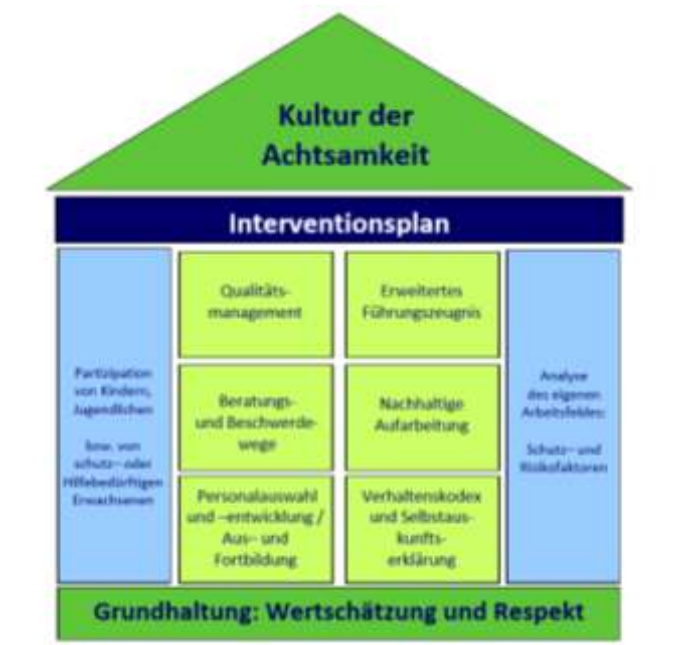 Kultur der
Achtsamkeit
Interventionsplan
Partizipation
von Kindern,
Jugendlichen
bzw. von
schutz– oder
Hilfebedürftigen
Erwachsenen
Qualitäts-
management
Erweitertes
Führungszeugnis
Beratungs-
und Beschwerde-
wege
Nachhaltige
Aufarbeitung
Personalauswahl
und –entwicklung /
Aus– und
Fortbildung
Verhaltenskodex
und Selbstaus-
kunfts-
erklärung
Analyse
des eigenen
Arbeitsfeldes:
Schutz– und
Risikofaktoren
Grundhaltung: Wertschätzung und Respekt